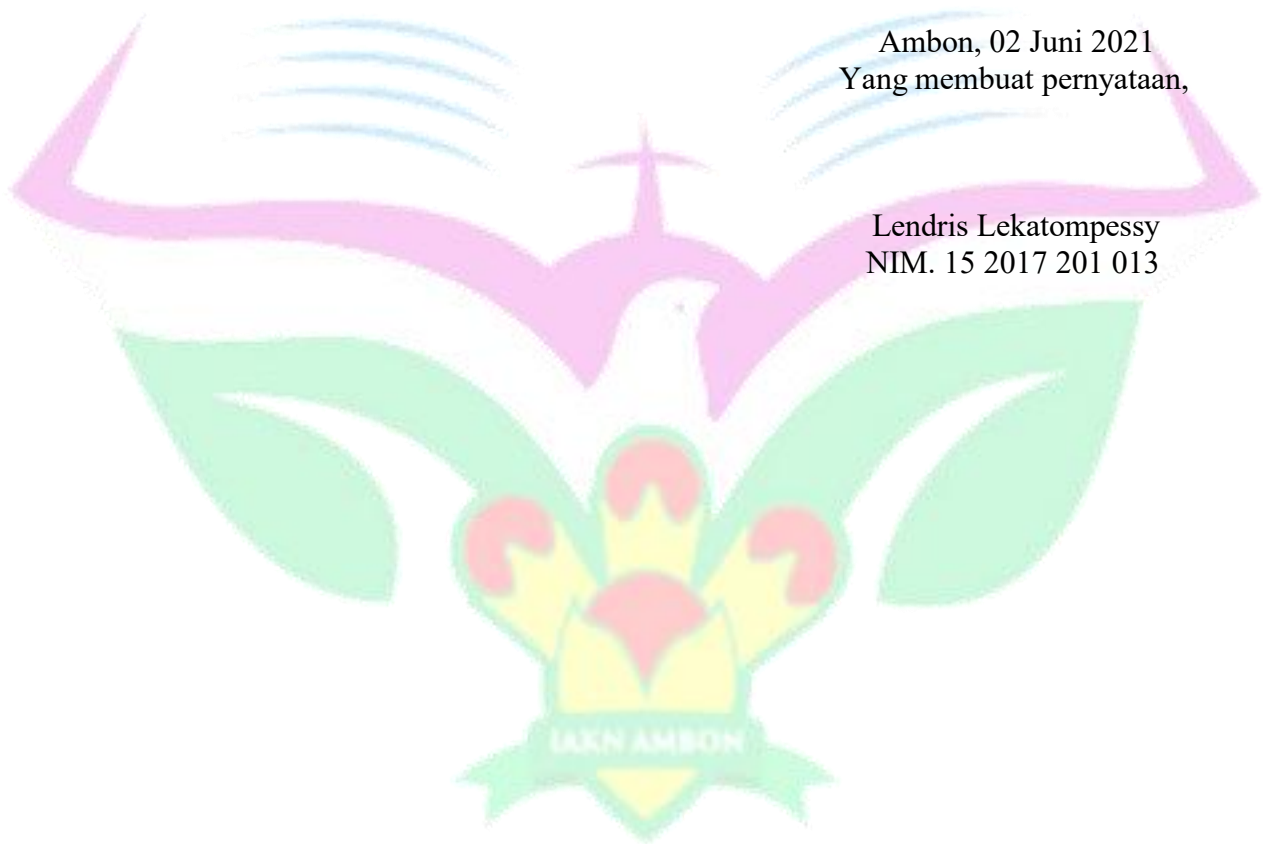 Ambon, 02 Juni 2021
Yang membuat pernyataan,
Lendris Lekatompessy
NIM. 15 2017 201 013
IAKN AMBON